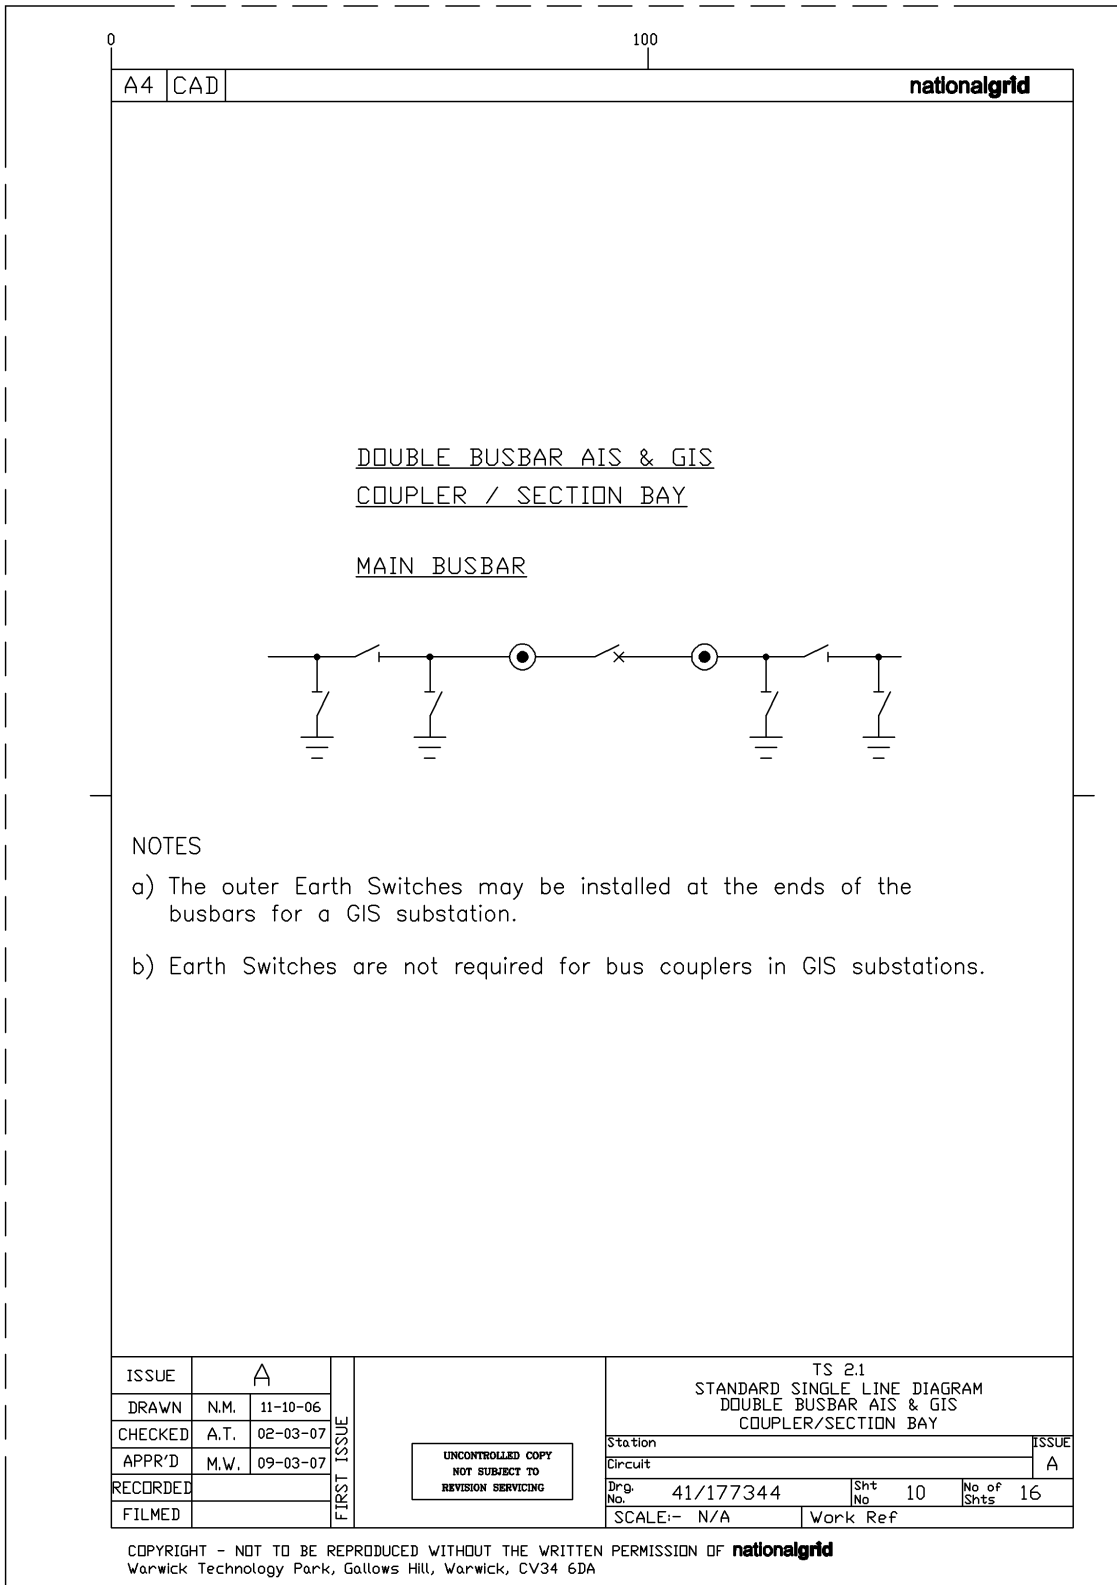 0 100
A4 CAD nationalgrid
DOUBLE BUSBAR AIS & GIS
COUPLER / SECTION BAY
MAIN BUSBAR
NOTES
a) The outer Earth Switches may be installed at the ends of the
busbars for a GIS substation.
b) Earth Switches are not required for bus couplers in GIS substations.
ISSUE A
DRAWN N.M. 11-10-06
CHECKED A.T. 02-03-07
APPR'D M.W. 09-03-07
RECORDED
FILMED
FIRST ISSUE
UNCONTROLLED COPY
NOT SUBJECT TO
REVISION SERVICING
TS 2.1
STANDARD SINGLE LINE DIAGRAM
DOUBLE BUSBAR AIS & GIS
COUPLER/SECTION BAY
Station
Circuit
ISSUE
A
Drg. No. 41/177344 Sht No 10 No of Shts 16
SCALE:- N/A Work Ref
COPYRIGHT - NOT TO BE REPRODUCED WITHOUT THE WRITTEN PERMISSION OF nationalgrid
Warwick Technology Park, Gallows Hill, Warwick, CV34 6DA